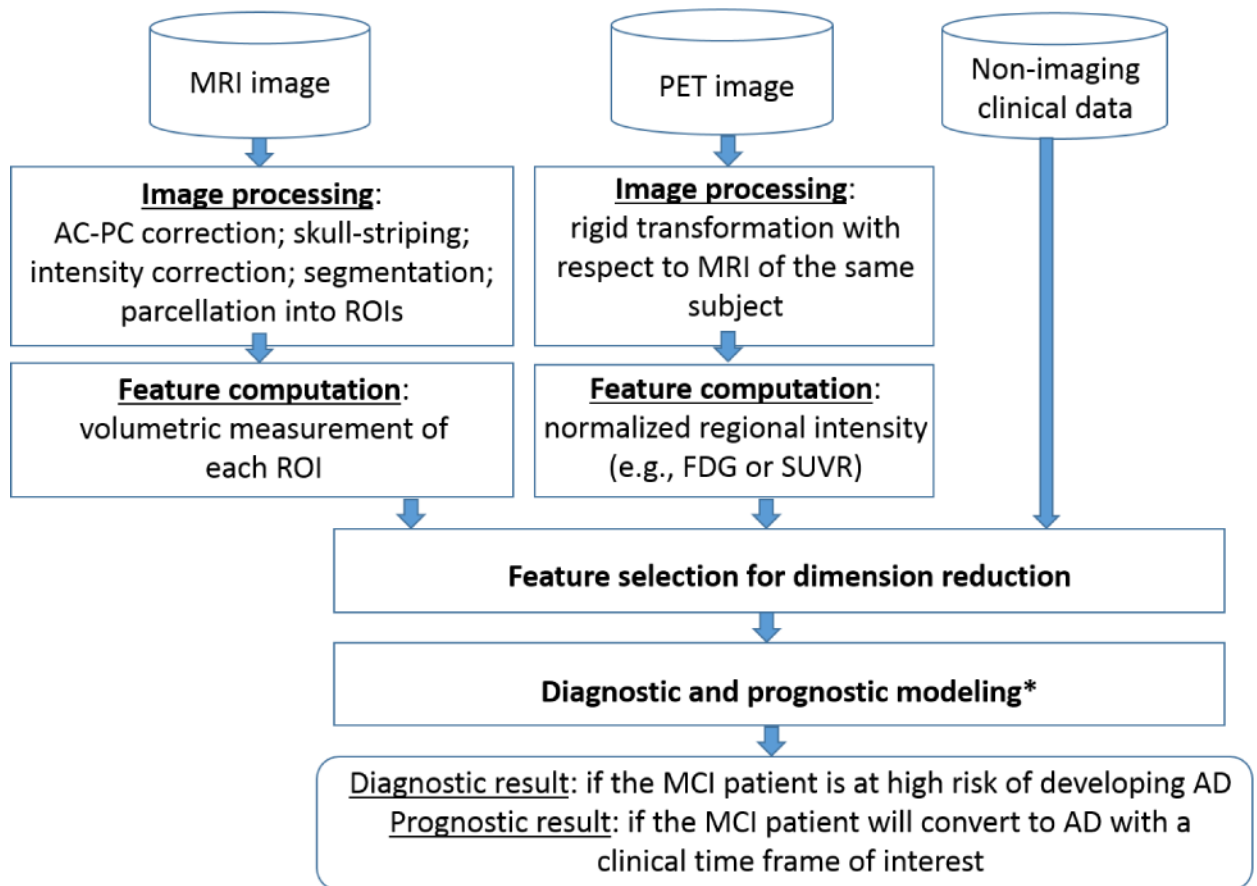 MRI image
PET image
Non-imaging
clinical data
Image processing:
AC-PC correction; skull-striping;
intensity correction; segmentation;
parcellation into ROIs
Image processing:
rigid transformation with
respect to MRI of the same
subject
Feature computation:
volumetric measurement of
each ROI
Feature computation:
normalized regional intensity
(e.g., FDG or SUVR)
Feature selection for dimension reduction
Diagnostic and prognostic modeling*
Diagnostic result: if the MCI patient is at high risk of developing AD
Prognostic result: if the MCI patient will convert to AD with a
clinical time frame of interest